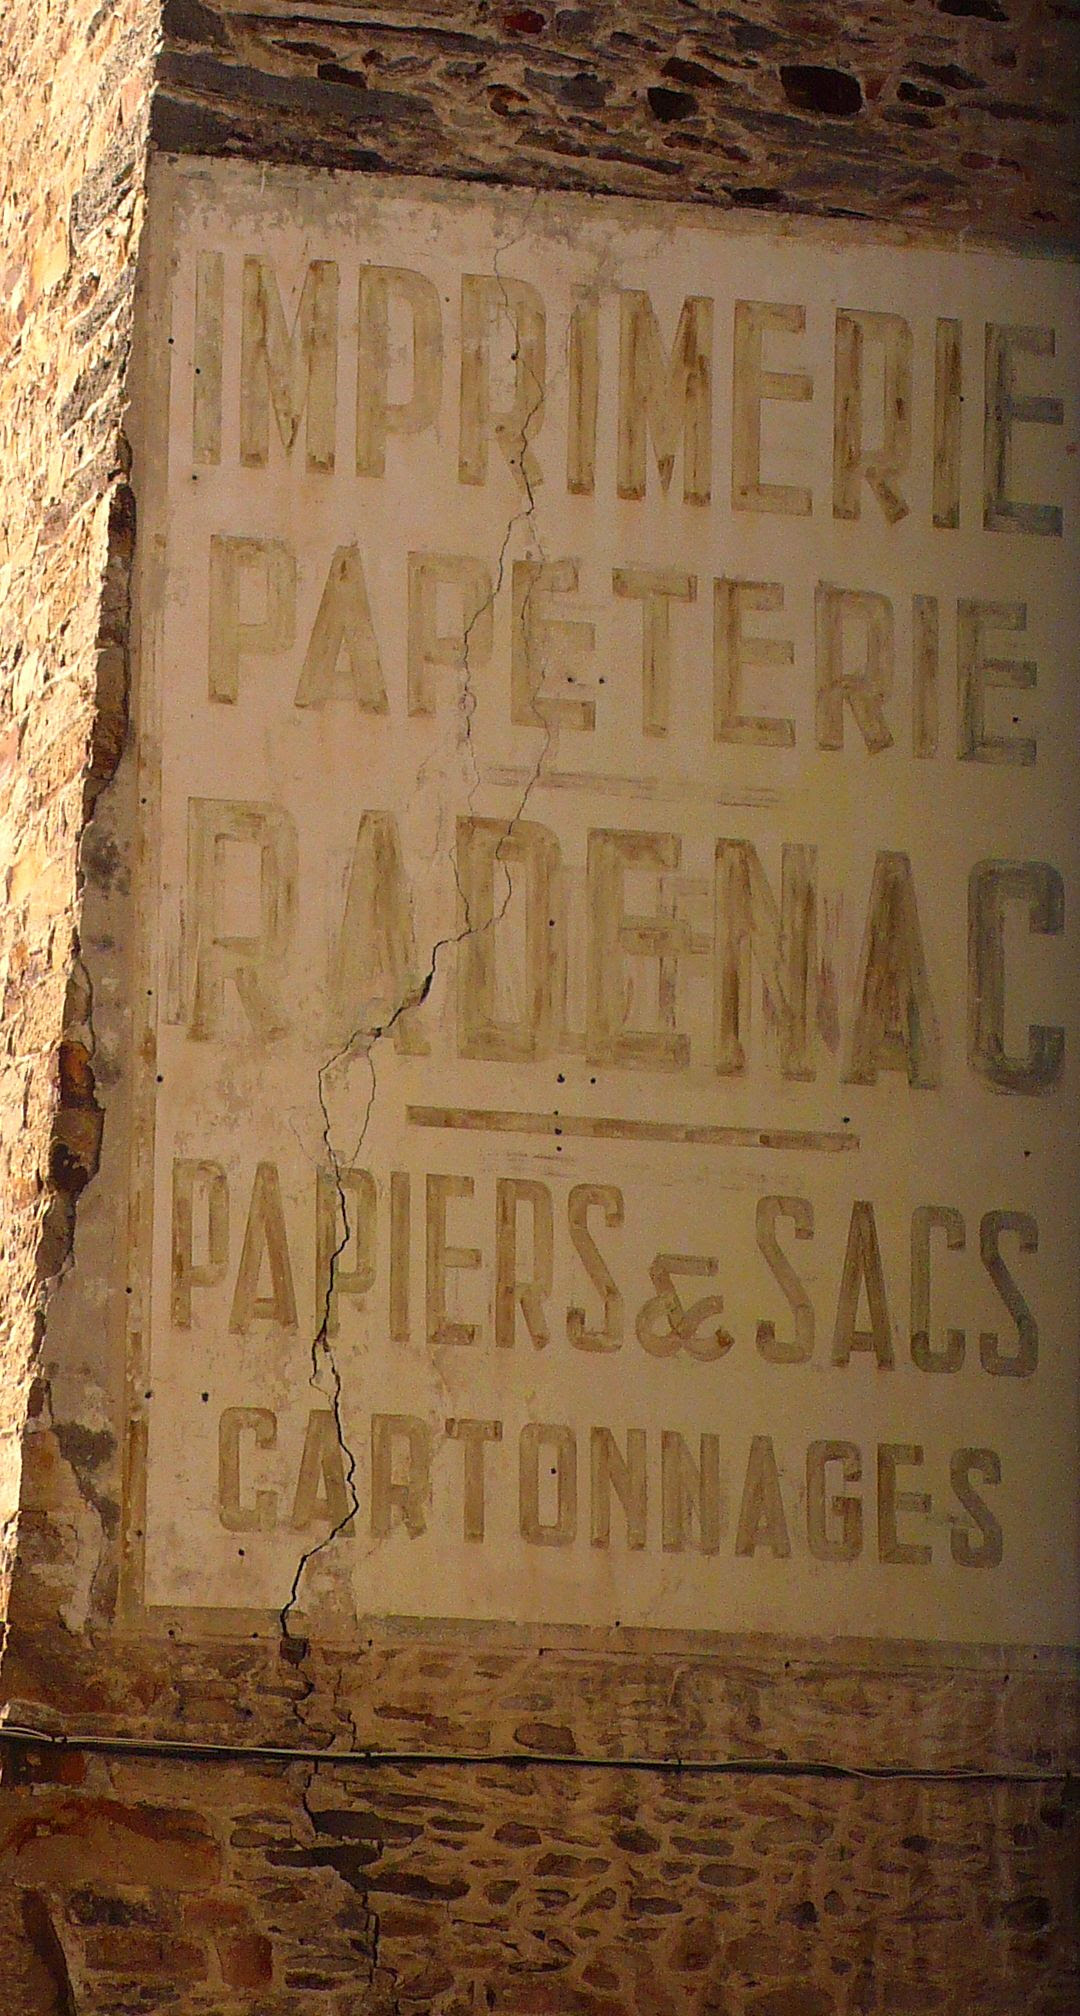 IMPRIMERIE
PAPETERIE
RADENAC
PAPIERS & SACS
CARTONNAGES